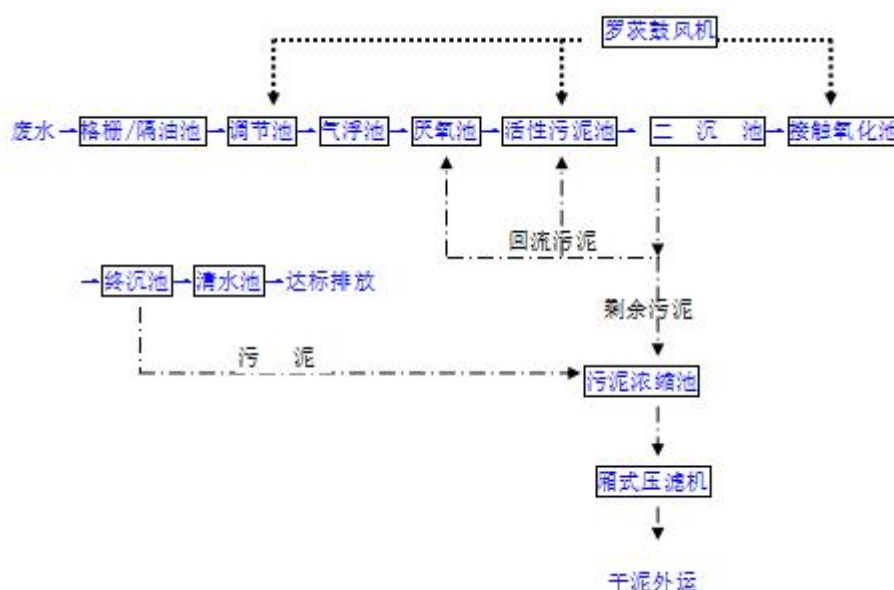 罗茨鼓风机
废水 格栅/隔油池 调节池 气浮池 厌氧池 活性污泥池 二 沉 池 接触氧化池
回流污泥
终沉池 清水池 达标排放
剩余污泥
污 泥
污泥浓缩池
厢式压滤机
干泥外运